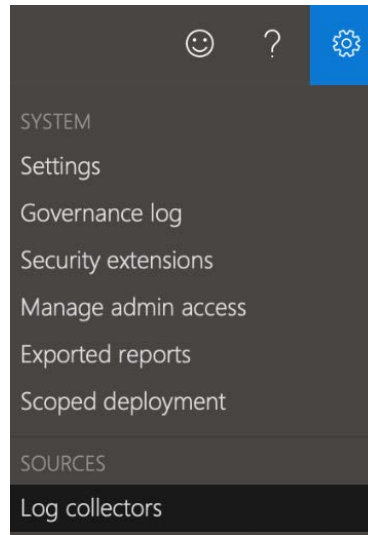 ?
SYSTEM
Settings
Governance log
Security extensions
Manage admin access
Exported reports
Scoped deployment
SOURCES
Log collectors